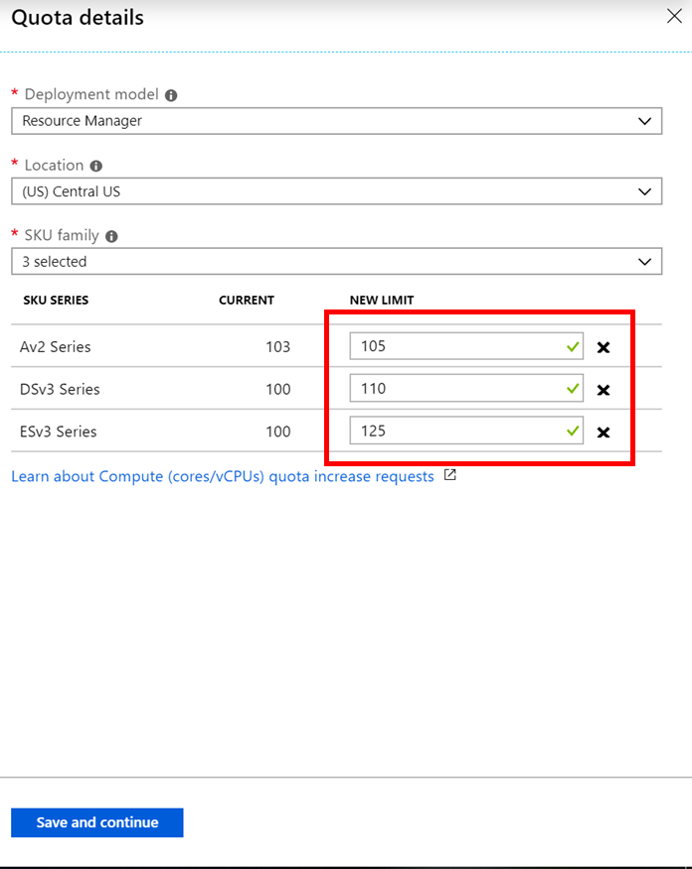 Quota details
* Deployment model
Resource Manager
* Location
(US) Central US
* SKU family
3 selected
SKU SERIES CURRENT NEW LIMIT
Av2 Series 103 105
DSv3 Series 100 110
ESv3 Series 100 125
Learn about Compute (cores/vCPUs) quota increase requests
Save and continue